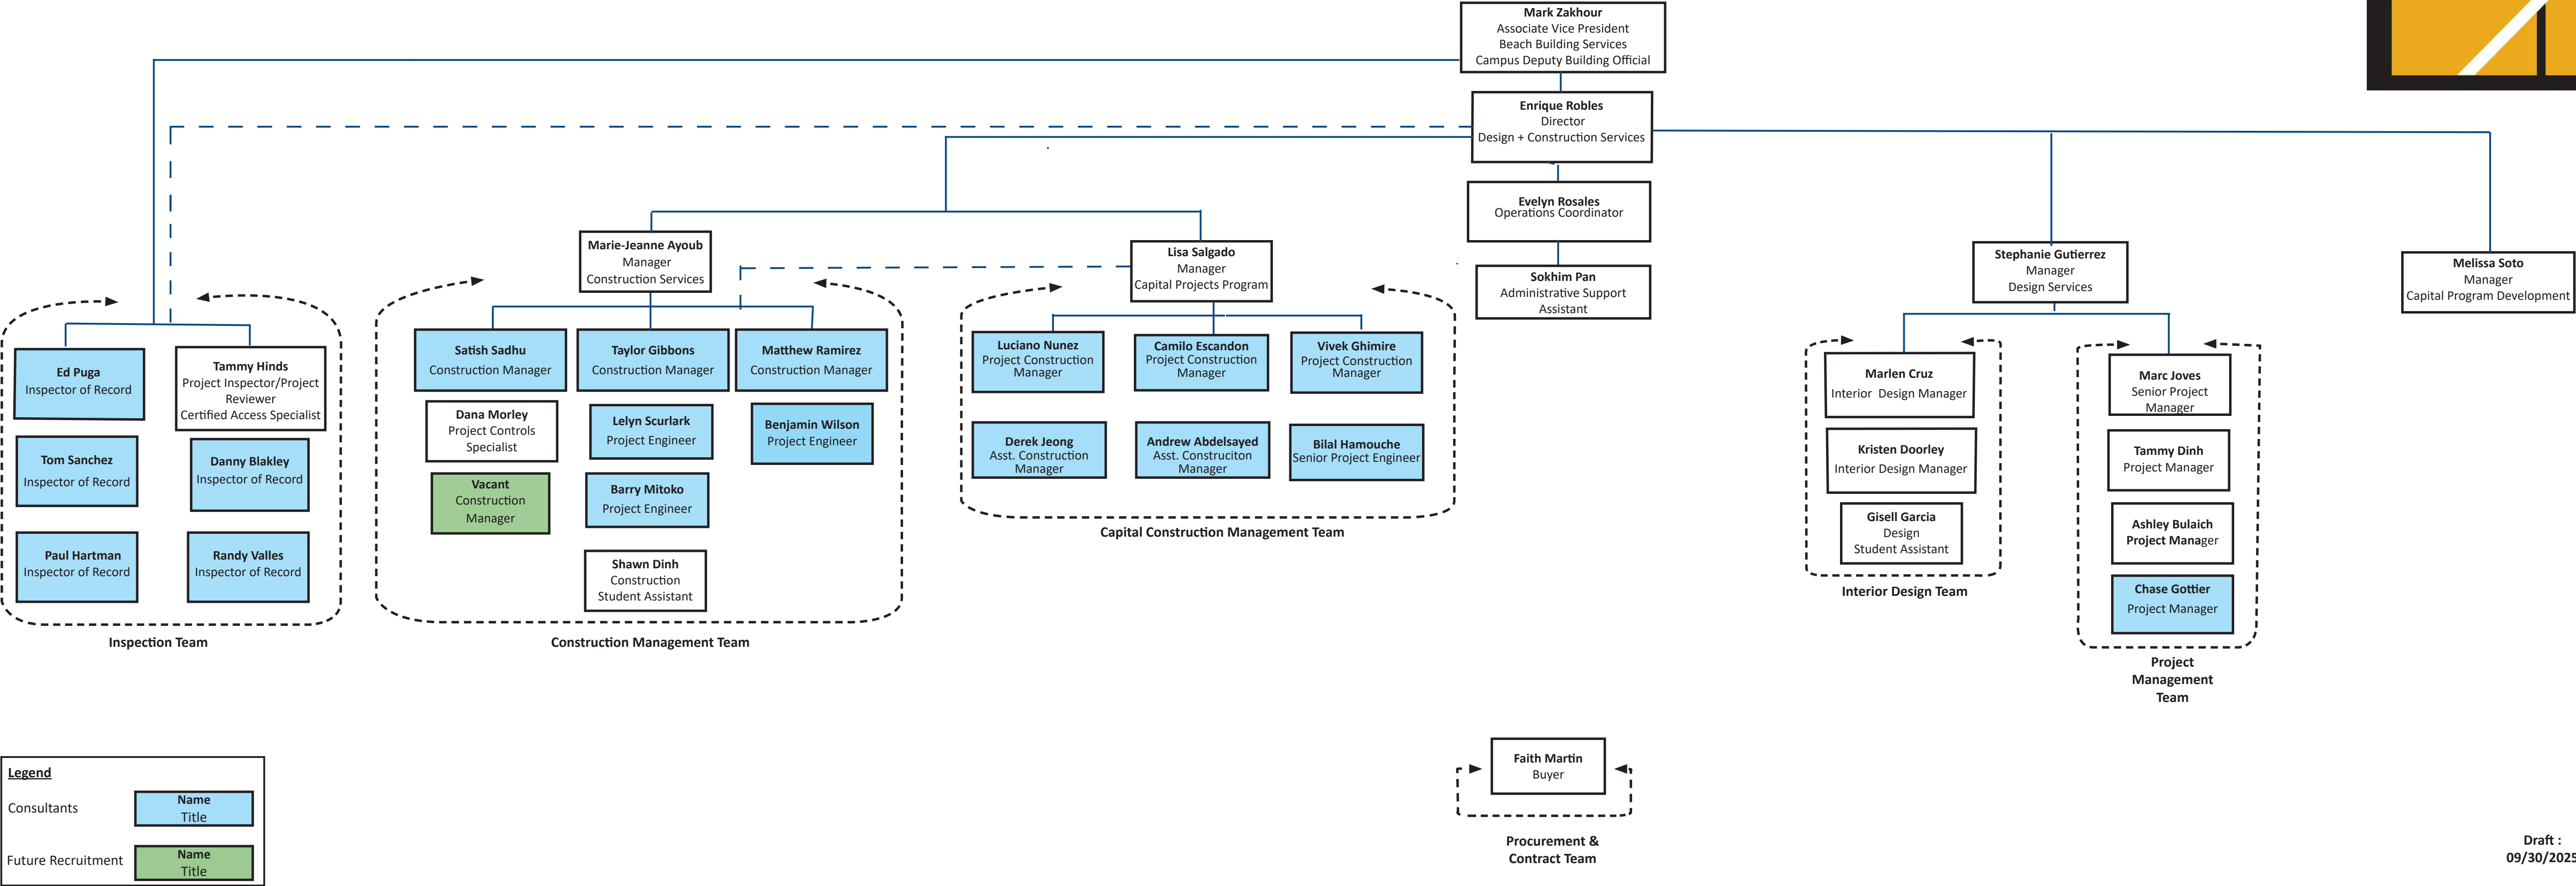 Mark Zakhour
Associate Vice President
Beach Building Services
Campus Deputy Building Official
Enrique Robles
Director
Design + Construction Services
Evelyn Rosales
Operations Coordinator
Sokhim Pan
Administrative Support
Assistant
Marie-Jeanne Ayoub
Manager
Construction Services
Lisa Salgado
Manager
Capital Projects Program
Stephanie Gutierrez
Manager
Design Services
Melissa Soto
Manager
Capital Program Development
Ed Puga
Inspector of Record
Tammy Hinds
Project Inspector/Project
Reviewer
Certified Access Specialist
Tom Sanchez
Inspector of Record
Danny Blakley
Inspector of Record
Paul Hartman
Inspector of Record
Randy Valles
Inspector of Record
Inspection Team
Satish Sadhu
Construction Manager
Taylor Gibbons
Construction Manager
Matthew Ramirez
Construction Manager
Dana Morley
Project Controls
Specialist
Lelyn Scurlark
Project Engineer
Benjamin Wilson
Project Engineer
Vacant
Construction
Manager
Barry Mitoko
Project Engineer
Shawn Dinh
Construction
Student Assistant
Construction Management Team
Luciano Nunez
Project Construction
Manager
Camilo Escandon
Project Construction
Manager
Vivek Ghimire
Project Construction
Manager
Derek Jeong
Asst. Construction
Manager
Andrew Abdelsayed
Asst. Construciton
Manager
Bilal Hamouche
Senior Project Engineer
Capital Construction Management Team
Marlen Cruz
Interior Design Manager
Kristen Doorley
Interior Design Manager
Gisell Garcia
Design
Student Assistant
Interior Design Team
Marc Joves
Senior Project
Manager
Tammy Dinh
Project Manager
Ashley Bulaich
Project Manager
Chase Gottier
Project Manager
Project
Management
Team
Faith Martin
Buyer
Procurement &
Contract Team
Legend
Consultants
Name
Title
Future Recruitment
Name
Title
Draft :
09/30/2025